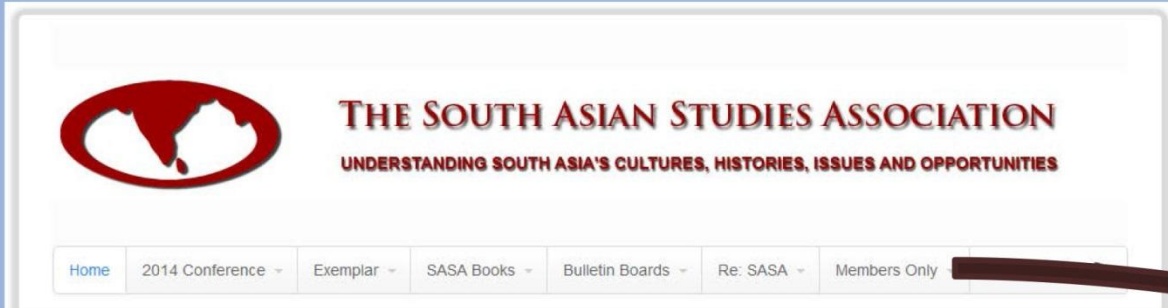 THE SOUTH ASIAN STUDIES ASSOCIATION
UNDERSTANDING SOUTH ASIA'S CULTURES, HISTORIES, ISSUES AND OPPORTUNITIES
Home 2014 Conference Exemplar SASA Books Bulletin Boards Re: SASA Members Only